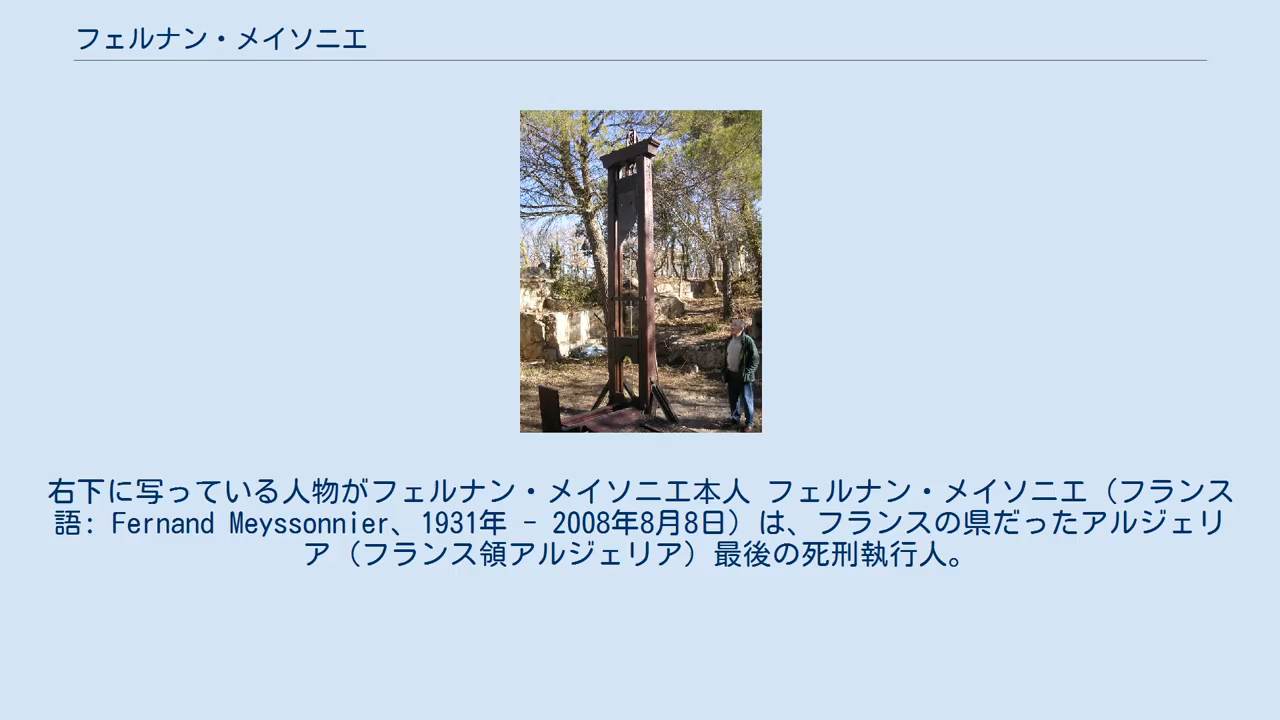 フェルナン・メイソニエ
右下に写っている人物がフェルナン・メイソニエ本人 フェルナン・メイソニエ（フランス
語: Fernand Meyssonnier、1931年 - 2008年8月8日）は、フランスの県だったアルジェリ
ア（フランス領アルジェリア）最後の死刑執行人。